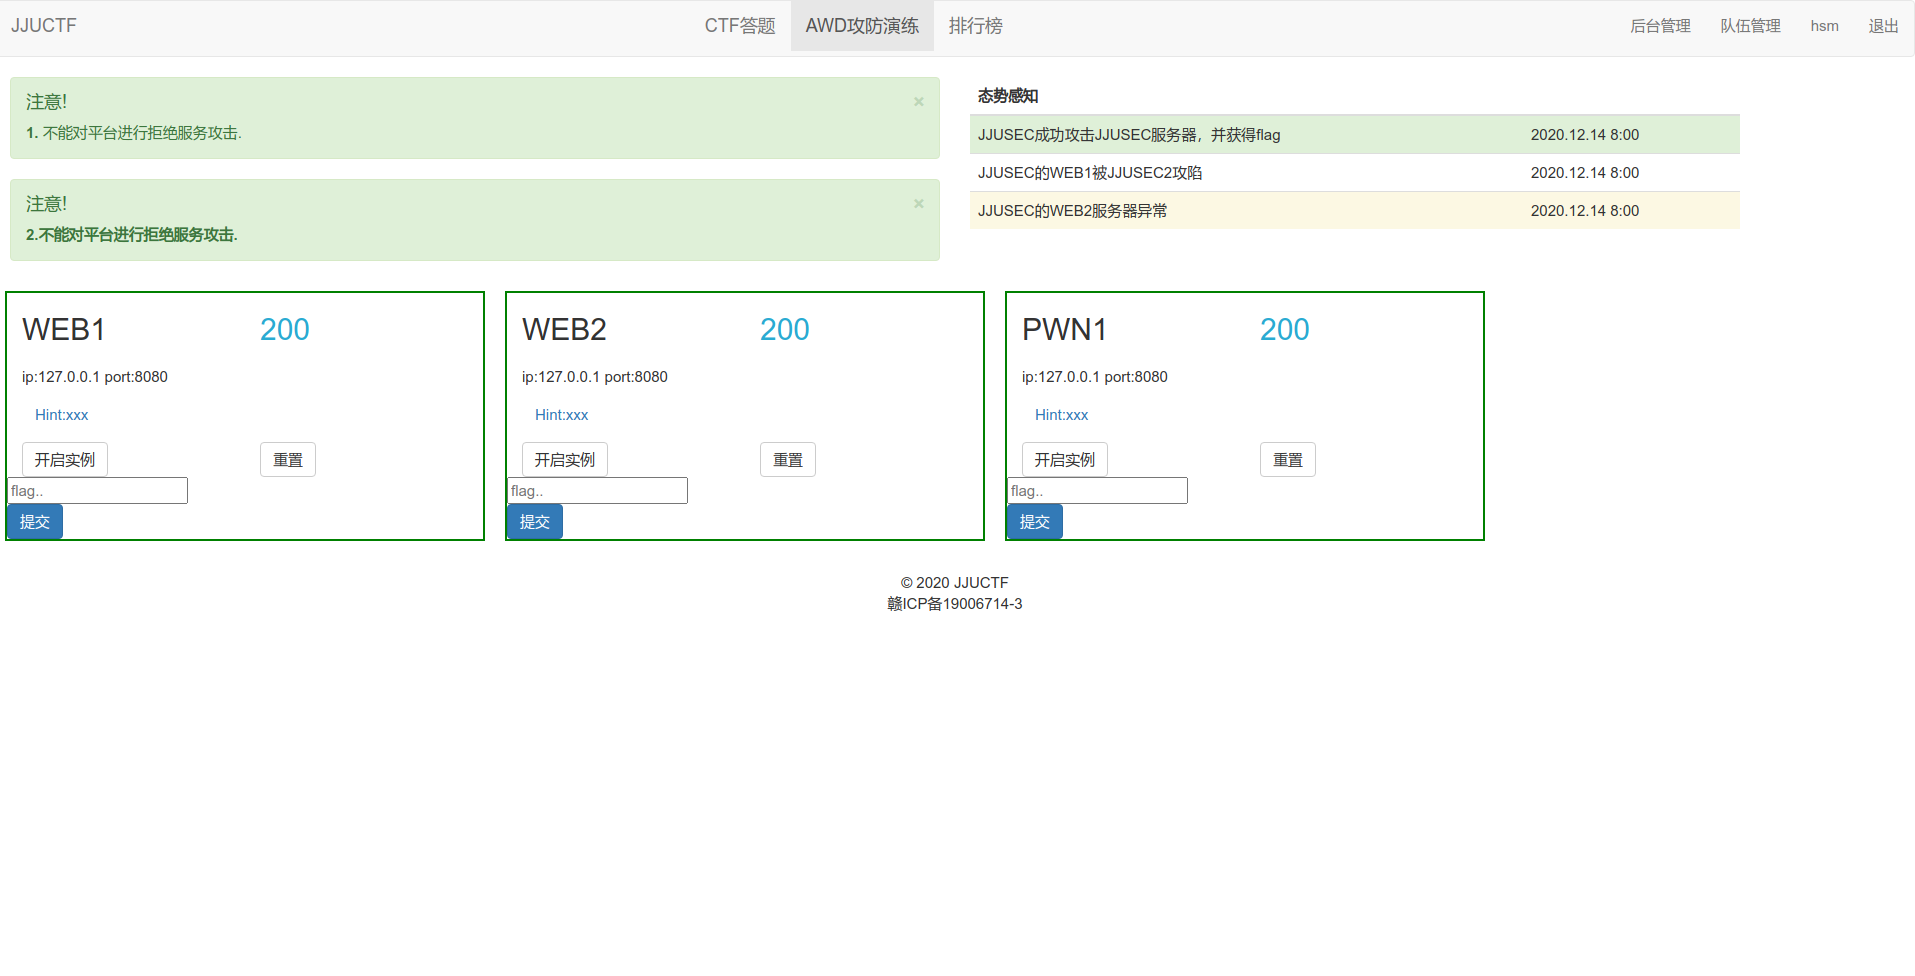 JJUCTF CTF答题 AWD攻防演练 排行榜 后台管理 队伍管理 hsm 退出
注意!
×
1. 不能对平台进行拒绝服务攻击.
注意!
×
2.不能对平台进行拒绝服务攻击.
态势感知
JJUSEC成功攻击JJUSEC服务器，并获得flag 2020.12.14 8:00
JJUSEC的WEB1被JJUSEC2攻陷 2020.12.14 8:00
JJUSEC的WEB2服务器异常 2020.12.14 8:00
WEB1 200
ip:127.0.0.1 port:8080
Hint:xxx
开启实例 重置
flag..
提交
WEB2 200
ip:127.0.0.1 port:8080
Hint:xxx
开启实例 重置
flag..
提交
PWN1 200
ip:127.0.0.1 port:8080
Hint:xxx
开启实例 重置
flag..
提交
© 2020 JJUCTF
赣ICP备19006714-3